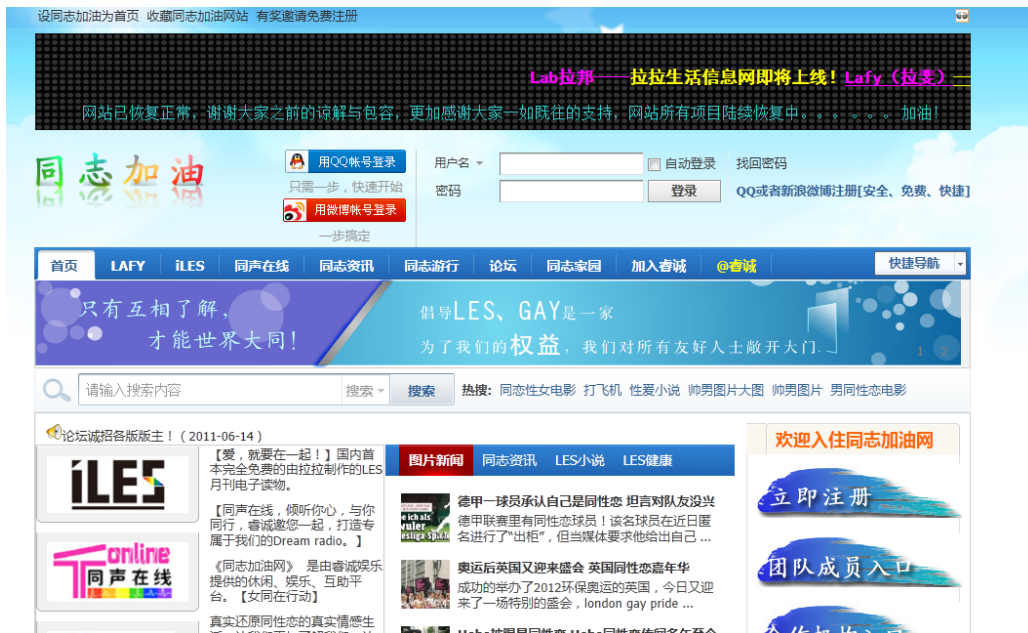 设同志加油为首页 收藏同志加油网站 有奖邀请免费注册
Lab拉邦——拉拉生活信息网即将上线！Lafy（拉斐）—
网站已恢复正常，谢谢大家之前的谅解与包容，更加感谢大家一如既往的支持，网站所有项目陆续恢复中。。。。。。加油！
同志加油
用QQ帐号登录
只需一步，快速开始
用微博帐号登录
一步搞定
用户名 自动登录 找回密码
密码 登录 QQ或者新浪微博注册[安全、免费、快捷]
首页 LAFY iLES 同声在线 同志资讯 同志游行 论坛 同志家园 加入睿诚 @睿诚 快捷导航
只有互相了解，
才能世界大同！
倡导LES、GAY是一家
为了我们的权益，我们对所有友好人士敞开大门
1 2
请输入搜索内容 搜索 搜索 热搜: 同恋性女电影 打飞机 性爱小说 帅男图片大图 帅男图片 男同性恋电影
论坛诚招各版版主！（2011-06-14）
iLES
【爱，就要在一起！】国内首
本完全免费的由拉拉制作的LES
月刊电子读物。
Tonline
同声在线
【同声在线，倾听你心，与你
同行，睿诚邀您一起，打造专
属于我们的Dream radio。】
《同志加油网》 是由睿诚娱乐
提供的休闲、娱乐、互助平
台。【女同在行动】
真实还原同性恋的真实情感生
图片新闻 同志资讯 LES小说 LES健康
德甲一球员承认自己是同性恋 坦言对队友没兴
德甲联赛里有同性恋球员！该名球员在近日匿
名进行了“出柜”，但当媒体要求他给出自己 ...
奥运后英国又迎来盛会 英国同性恋嘉年华
成功的举办了2012环保奥运的英国，今日又迎
来了一场特别的盛会，london gay pride ...
欢迎入住同志加油网
立即注册
团队成员入口